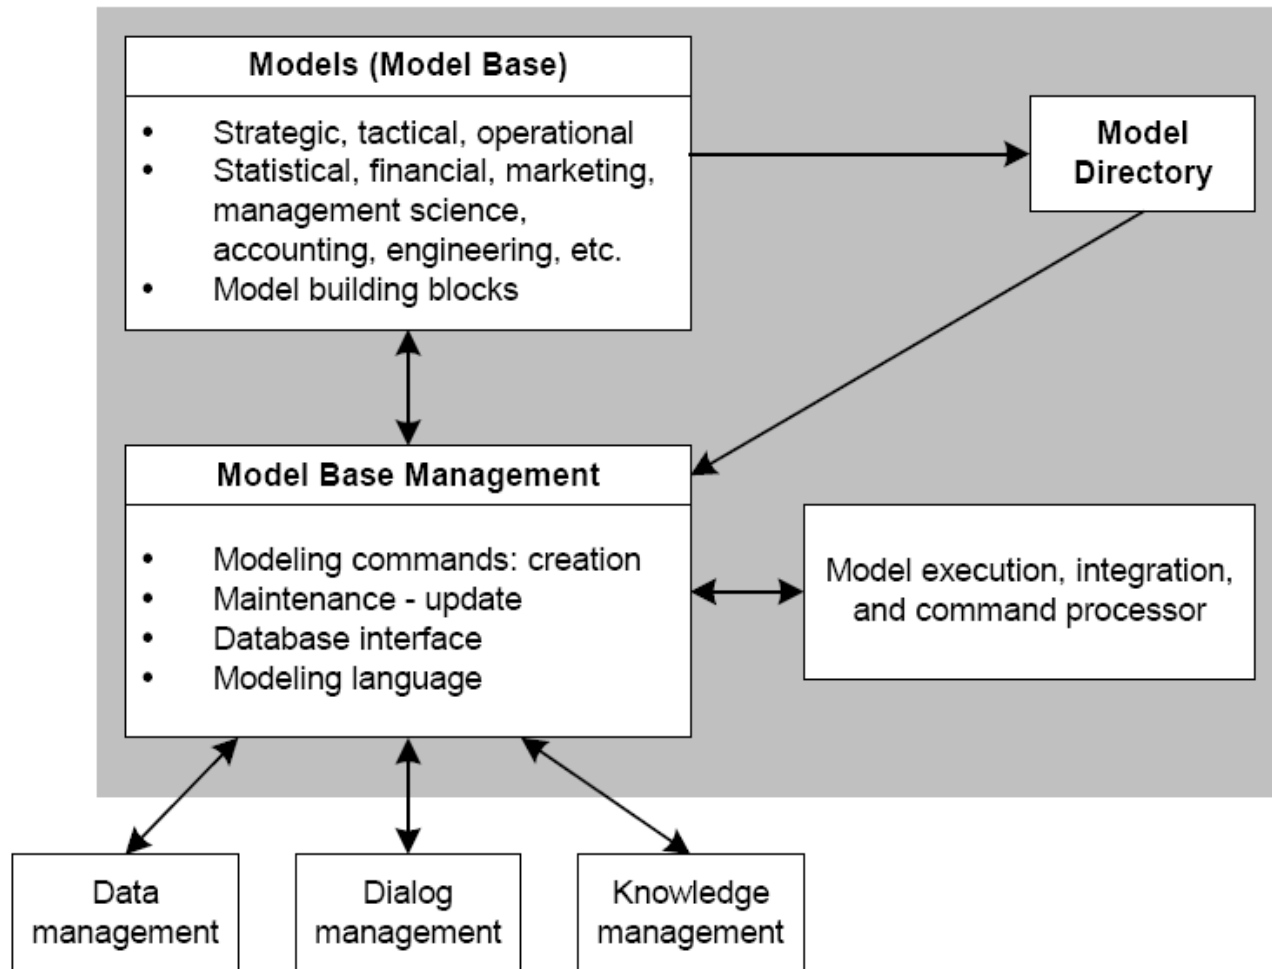 Models (Model Base)
• Strategic, tactical, operational
• Statistical, financial, marketing,
management science,
accounting, engineering, etc.
• Model building blocks
Model
Directory
Model Base Management
• Modeling commands: creation
• Maintenance - update
• Database interface
• Modeling language
Model execution, integration,
and command processor
Data
management
Dialog
management
Knowledge
management